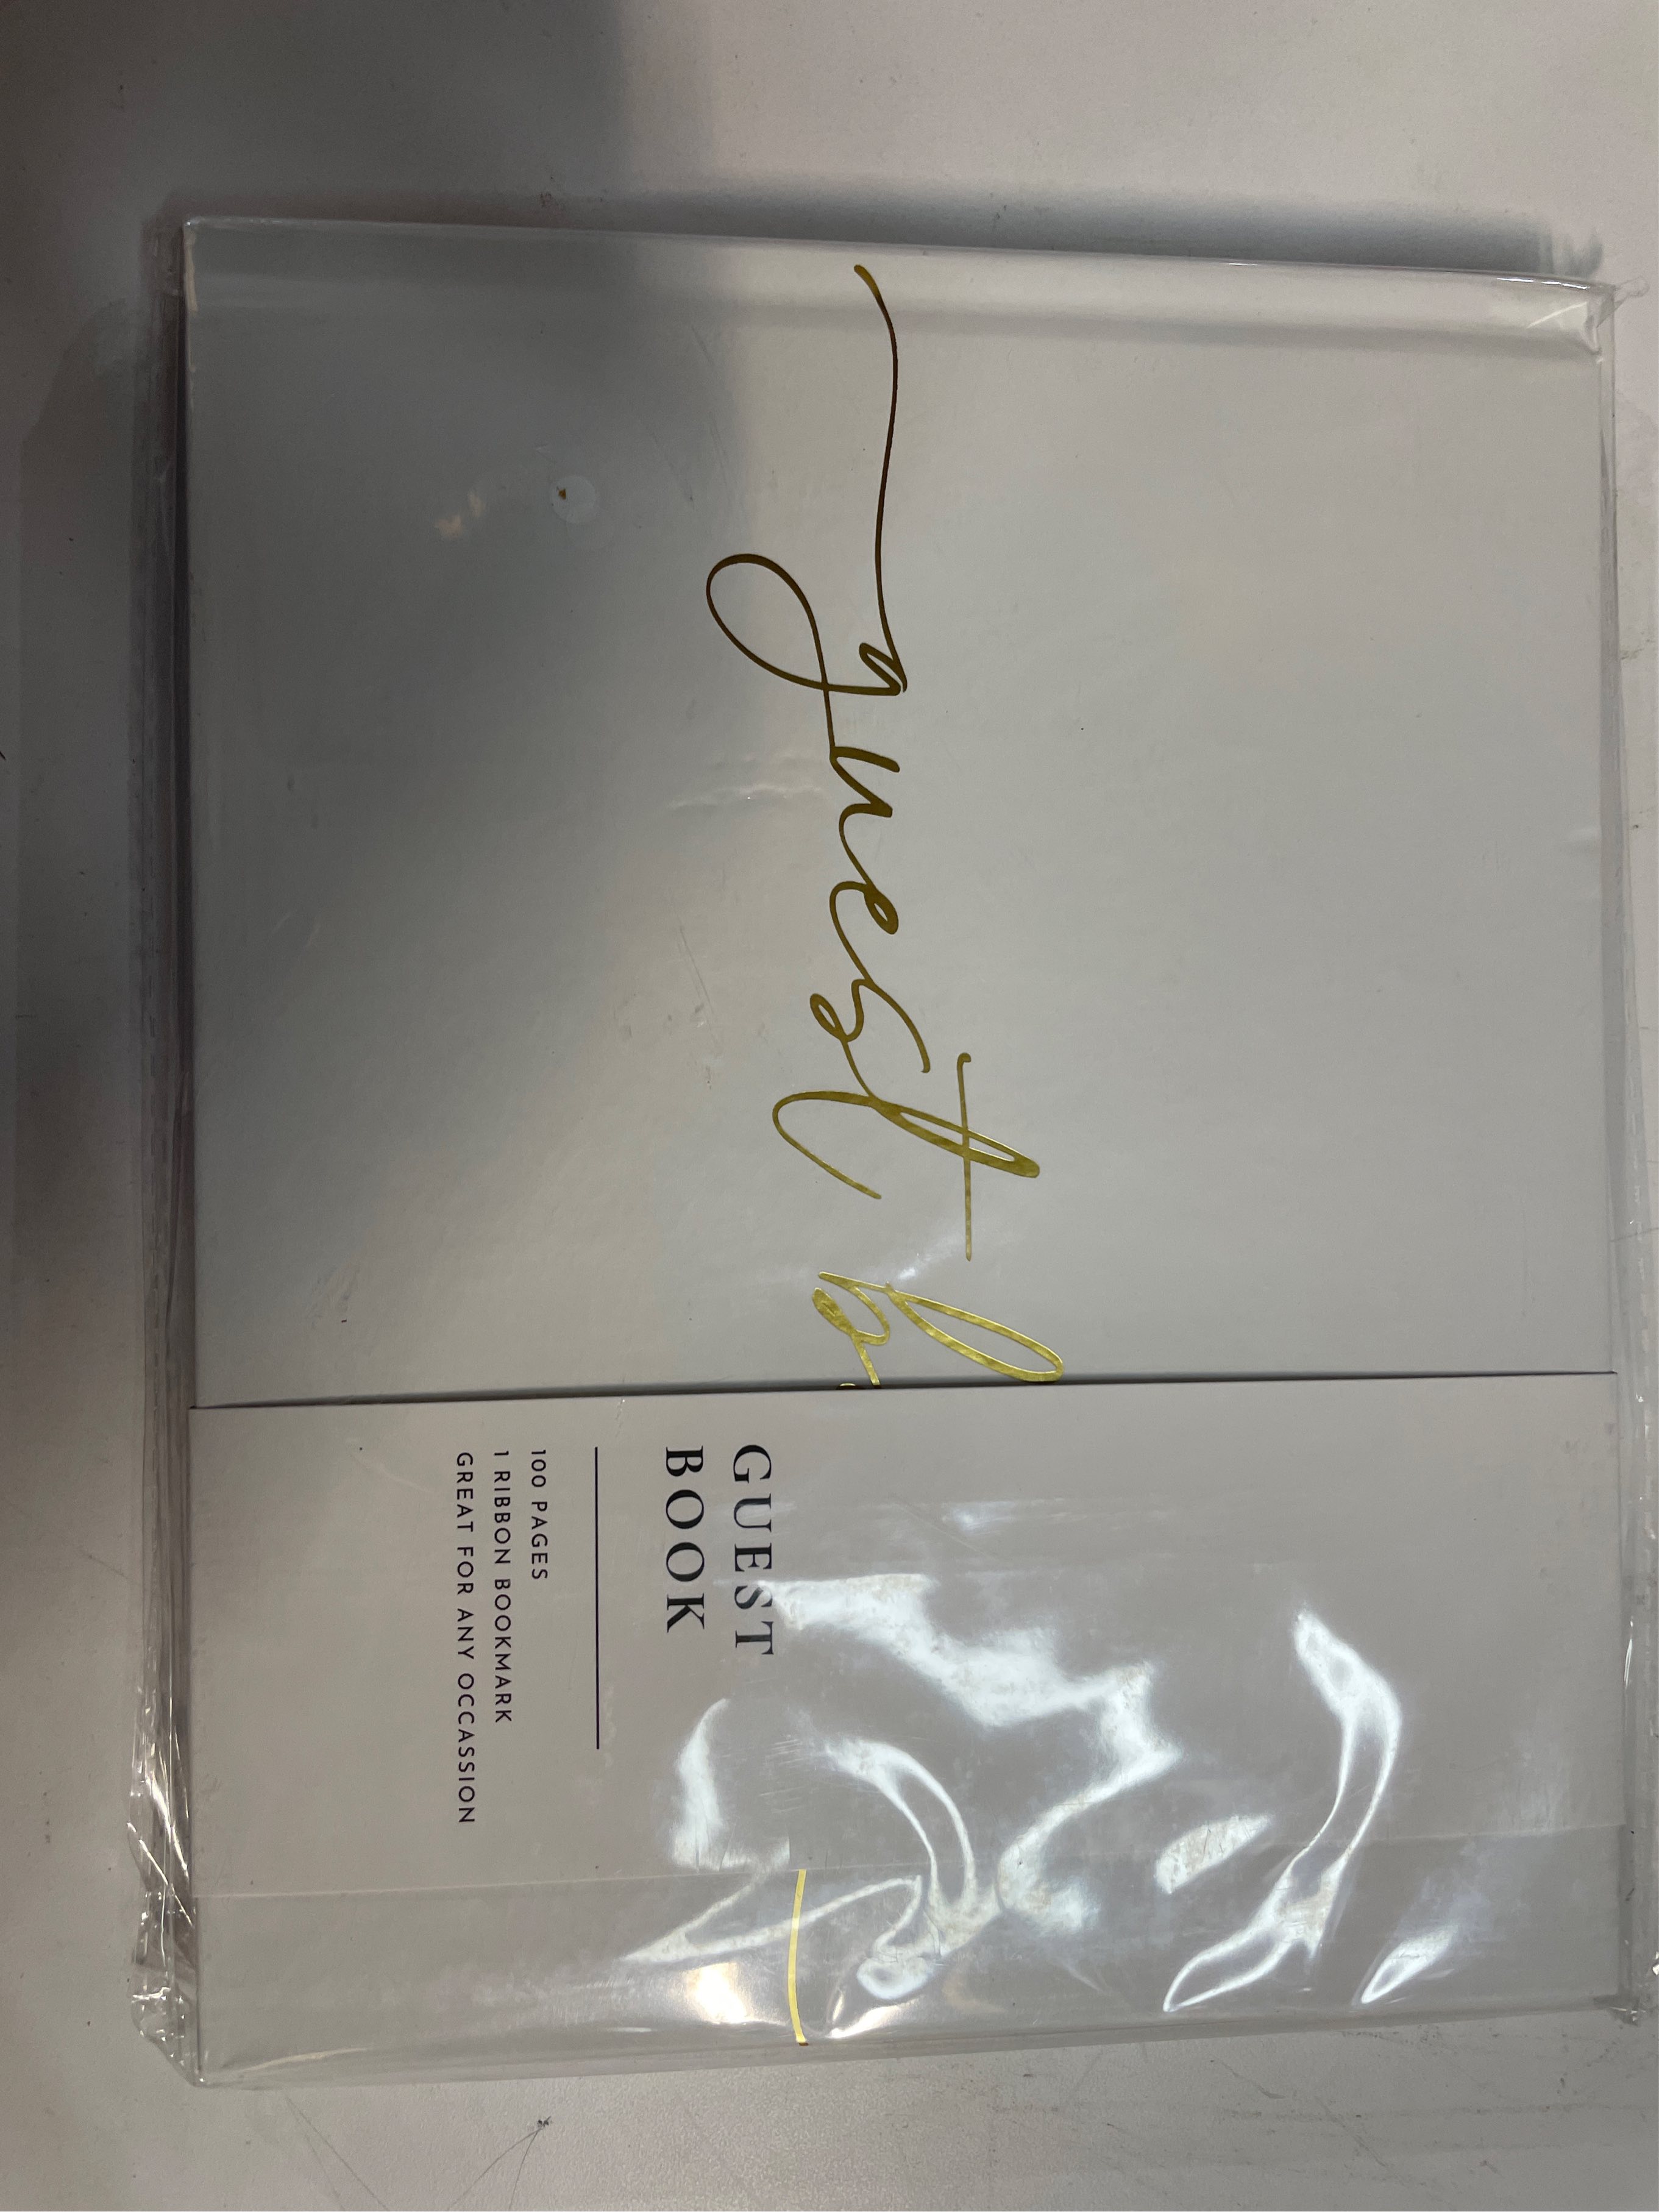 guest b
GUEST
BOOK
100 PAGES
1 RIBBON BOOKMARK
GREAT FOR ANY OCCASSION